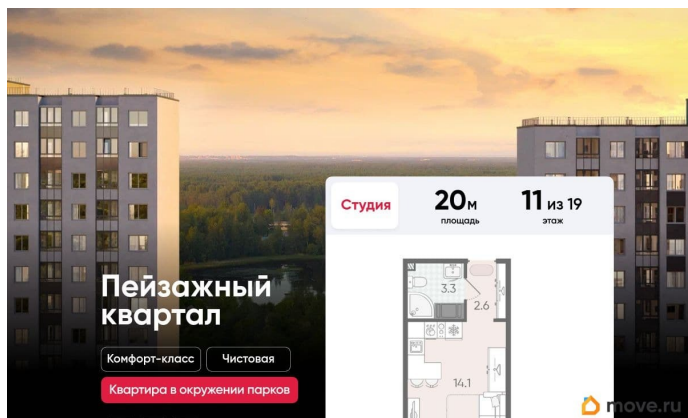 Студия
20м
площадь
11 из 19
этаж
3.3
2.6
14.1
Пейзажный
квартал
Комфорт-класс
Чистовая
Квартира в окружении парков
move.ru